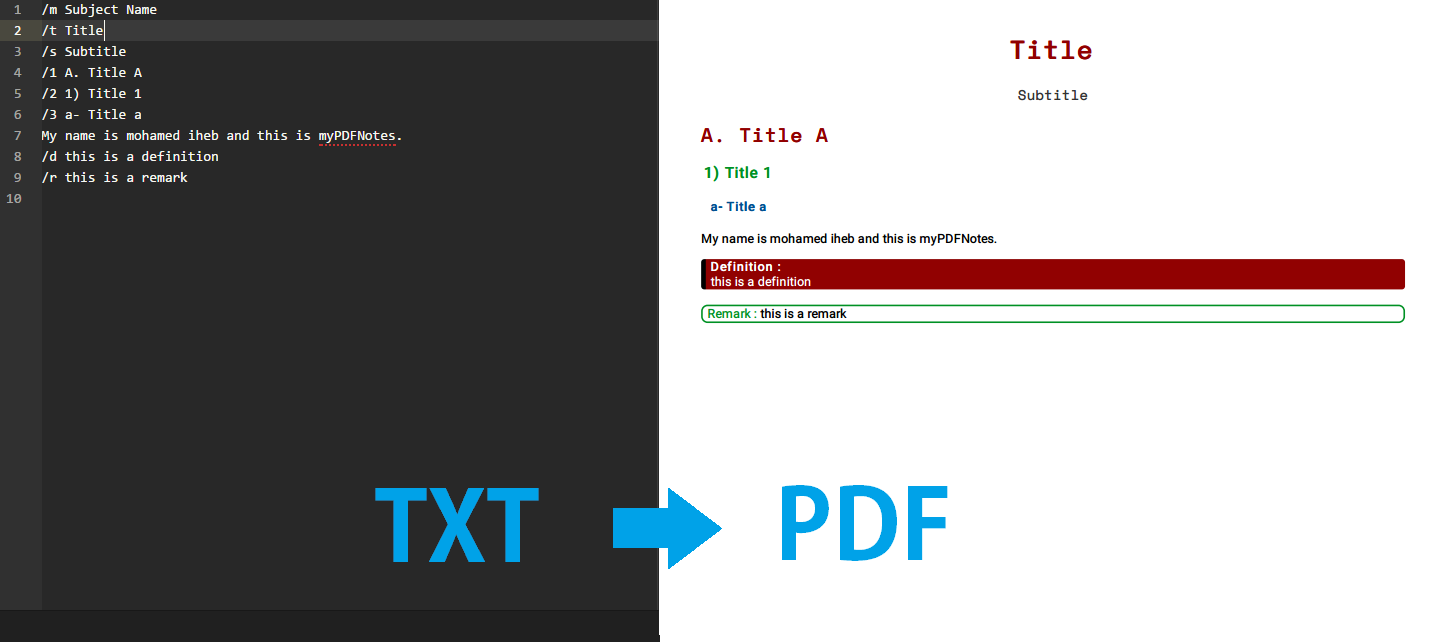 1 /m Subject Name
2 /t Title
3 /s Subtitle
4 /1 A. Title A
5 /2 1) Title 1
6 /3 a- Title a
7 My name is mohamed iheb and this is myPDFNotes.
8 /d this is a definition
9 /r this is a remark
10
Title
Subtitle
A. Title A
1) Title 1
a- Title a
My name is mohamed iheb and this is myPDFNotes.
Definition :
this is a definition
Remark : this is a remark
TXT
PDF